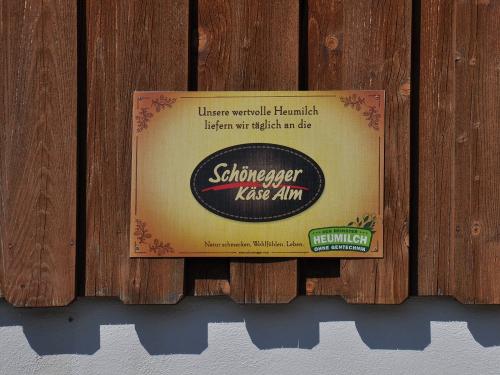 Unsere wertvolle Heumilch
liefern wir täglich an die
Schönegger
Käse Alm
Natur schmecken. Wohlfühlen. Leben.
HEUMILCH
OHNE GENTECHNIK